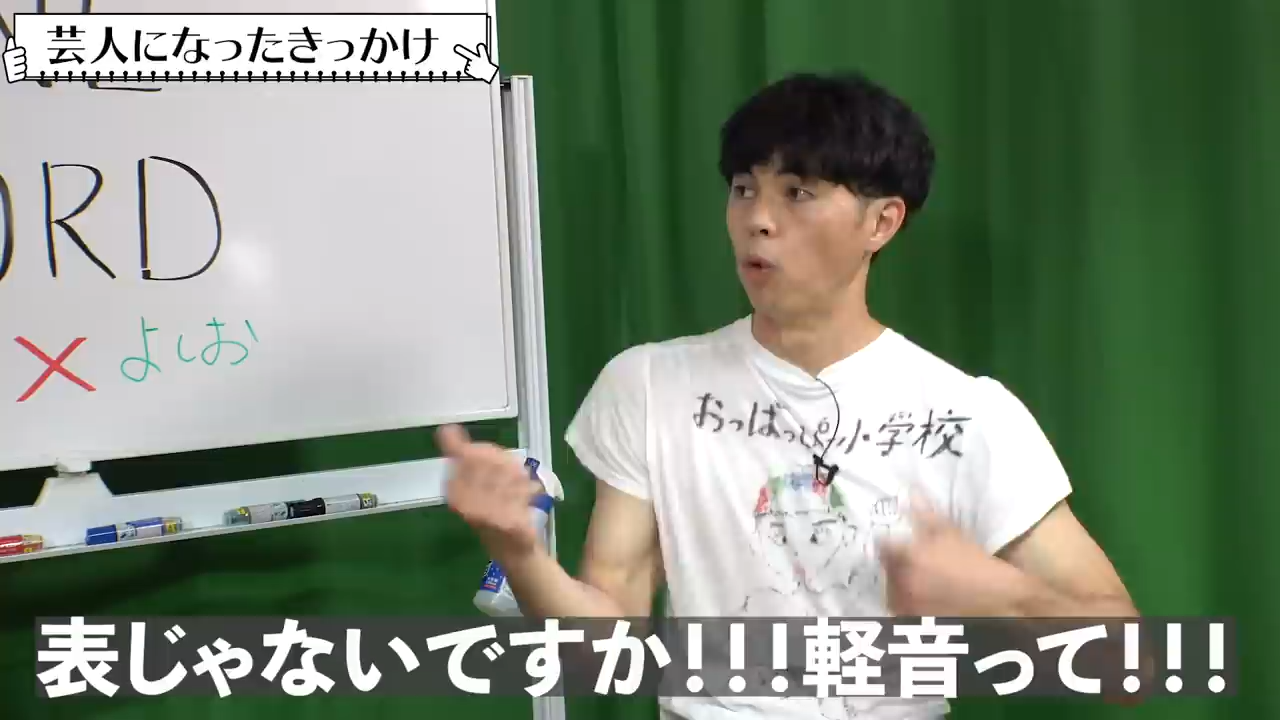 芸人になったきっかけ
ORD
× よしお
おっぱっぴー小学校
表じゃないですか!!!軽音って!!!